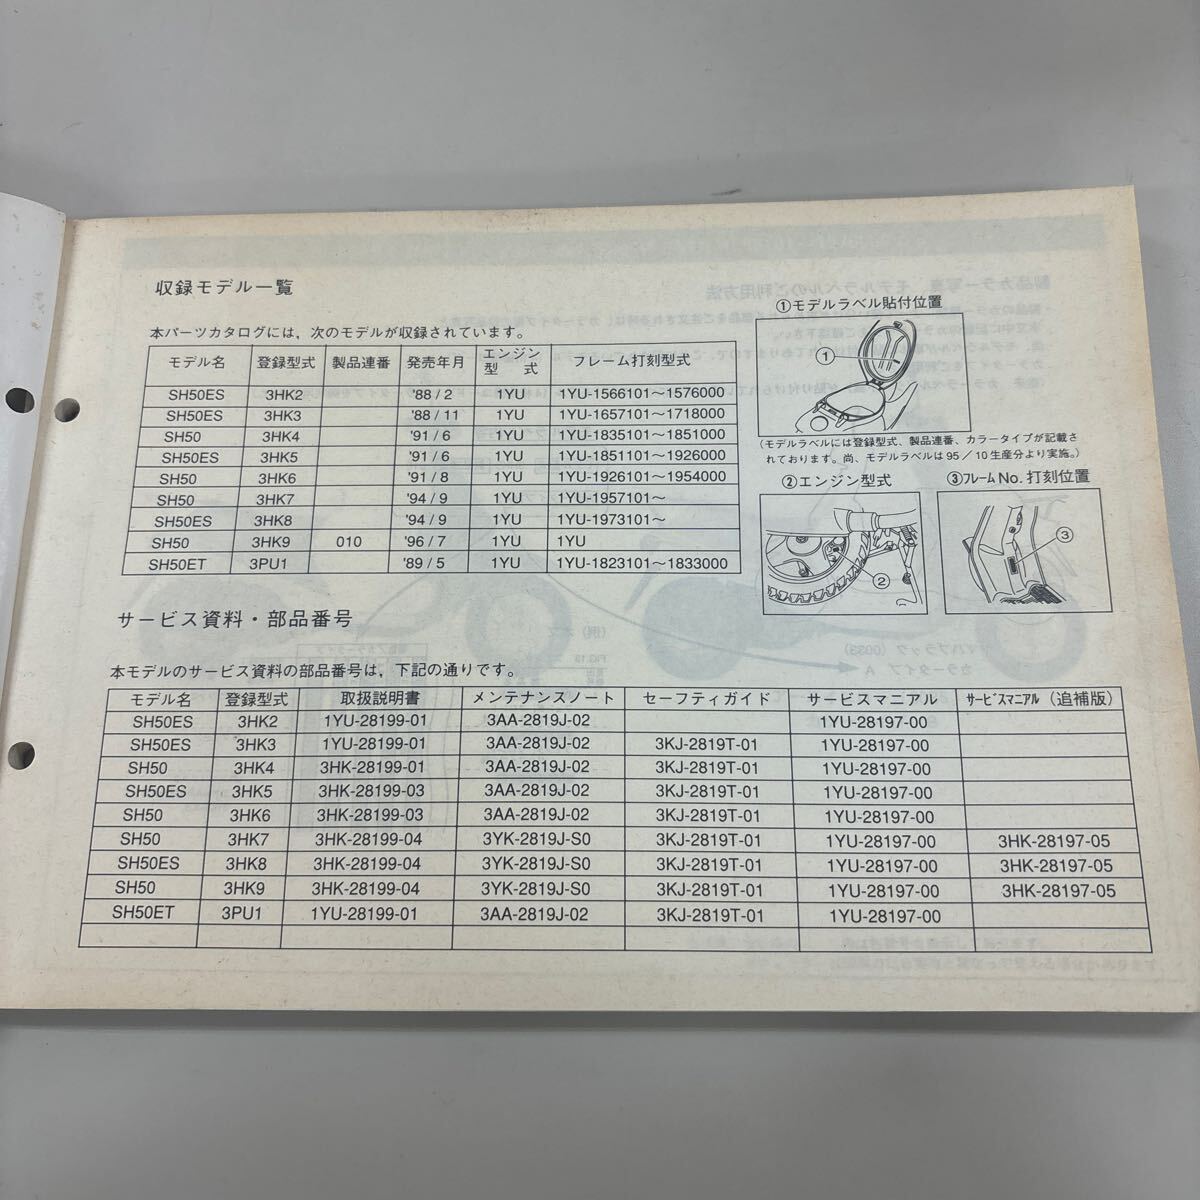 収録モデル一覧
本パーツカタログには，次のモデルが収録されています。
モデル名 登録型式 製品連番 発売年月 エンジン型式 フレーム打刻型式
SH50ES 3HK2 '88/2 1YU 1YU-1566101～1576000
SH50ES 3HK3 '88/11 1YU 1YU-1657101～1718000
SH50 3HK4 '91/6 1YU 1YU-1835101～1851000
SH50ES 3HK5 '91/6 1YU 1YU-1851101～1926000
SH50 3HK6 '91/8 1YU 1YU-1926101～1954000
SH50 3HK7 '94/9 1YU 1YU-1957101～
SH50ES 3HK8 '94/9 1YU 1YU-1973101～
SH50 3HK9 010 '96/7 1YU 1YU
SH50ET 3PU1 '89/5 1YU 1YU-1823101～1833000
①モデルラベル貼付位置
①
(モデルラベルには登録型式、製品連番、カラータイプが記載さ
れております。尚、モデルラベルは95／10生産分より実施。)
②エンジン型式
②
③フレームNo. 打刻位置
③
サービス資料・部品番号
本モデルのサービス資料の部品番号は，下記の通りです。
モデル名 登録型式 取扱説明書 メンテナンスノート セーフティガイド サービスマニアル サービスマニアル（追補版）
SH50ES 3HK2 1YU-28199-01 3AA-2819J-02 1YU-28197-00
SH50ES 3HK3 1YU-28199-01 3AA-2819J-02 3KJ-2819T-01 1YU-28197-00
SH50 3HK4 3HK-28199-01 3AA-2819J-02 3KJ-2819T-01 1YU-28197-00
SH50ES 3HK5 3HK-28199-03 3AA-2819J-02 3KJ-2819T-01 1YU-28197-00
SH50 3HK6 3HK-28199-03 3AA-2819J-02 3KJ-2819T-01 1YU-28197-00
SH50 3HK7 3HK-28199-04 3YK-2819J-S0 3KJ-2819T-01 1YU-28197-00 3HK-28197-05
SH50ES 3HK8 3HK-28199-04 3YK-2819J-S0 3KJ-2819T-01 1YU-28197-00 3HK-28197-05
SH50 3HK9 3HK-28199-04 3YK-2819J-S0 3KJ-2819T-01 1YU-28197-00 3HK-28197-05
SH50ET 3PU1 1YU-28199-01 3AA-2819J-02 3KJ-2819T-01 1YU-28197-00